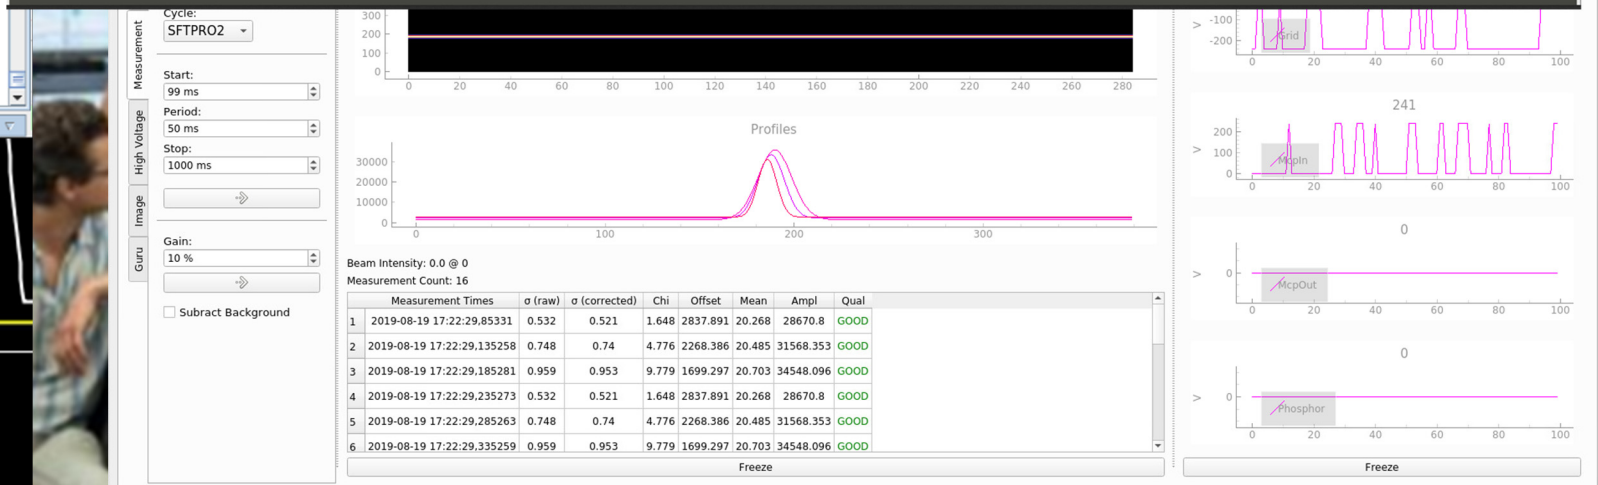 Cycle:
SFTPRO2
Start:
99 ms
Period:
50 ms
Stop:
1000 ms
Gain:
10 %
Subract Background
Measurement
High Voltage
Image
Guru
300
200
100
0
0 20 40 60 80 100 120 140 160 180 200 220 240 260 280
Profiles
30000
20000
10000
0
0 100 200 300
Beam Intensity: 0.0 @ 0
Measurement Count: 16
Measurement Times σ (raw) σ (corrected) Chi Offset Mean Ampl Qual
1 2019-08-19 17:22:29,85331 0.532 0.521 1.648 2837.891 20.268 28670.8 GOOD
2 2019-08-19 17:22:29,135258 0.748 0.74 4.776 2268.386 20.485 31568.353 GOOD
3 2019-08-19 17:22:29,185281 0.959 0.953 9.779 1699.297 20.703 34548.096 GOOD
4 2019-08-19 17:22:29,235273 0.532 0.521 1.648 2837.891 20.268 28670.8 GOOD
5 2019-08-19 17:22:29,285263 0.748 0.74 4.776 2268.386 20.485 31568.353 GOOD
6 2019-08-19 17:22:29,335259 0.959 0.953 9.779 1699.297 20.703 34548.096 GOOD
Freeze
-100
-200
>
Grid
0 20 40 60 80 100
241
200
100
0
>
McpIn
0 20 40 60 80 100
0
0
>
McpOut
0 20 40 60 80 100
0
0
>
Phosphor
0 20 40 60 80 100
Freeze